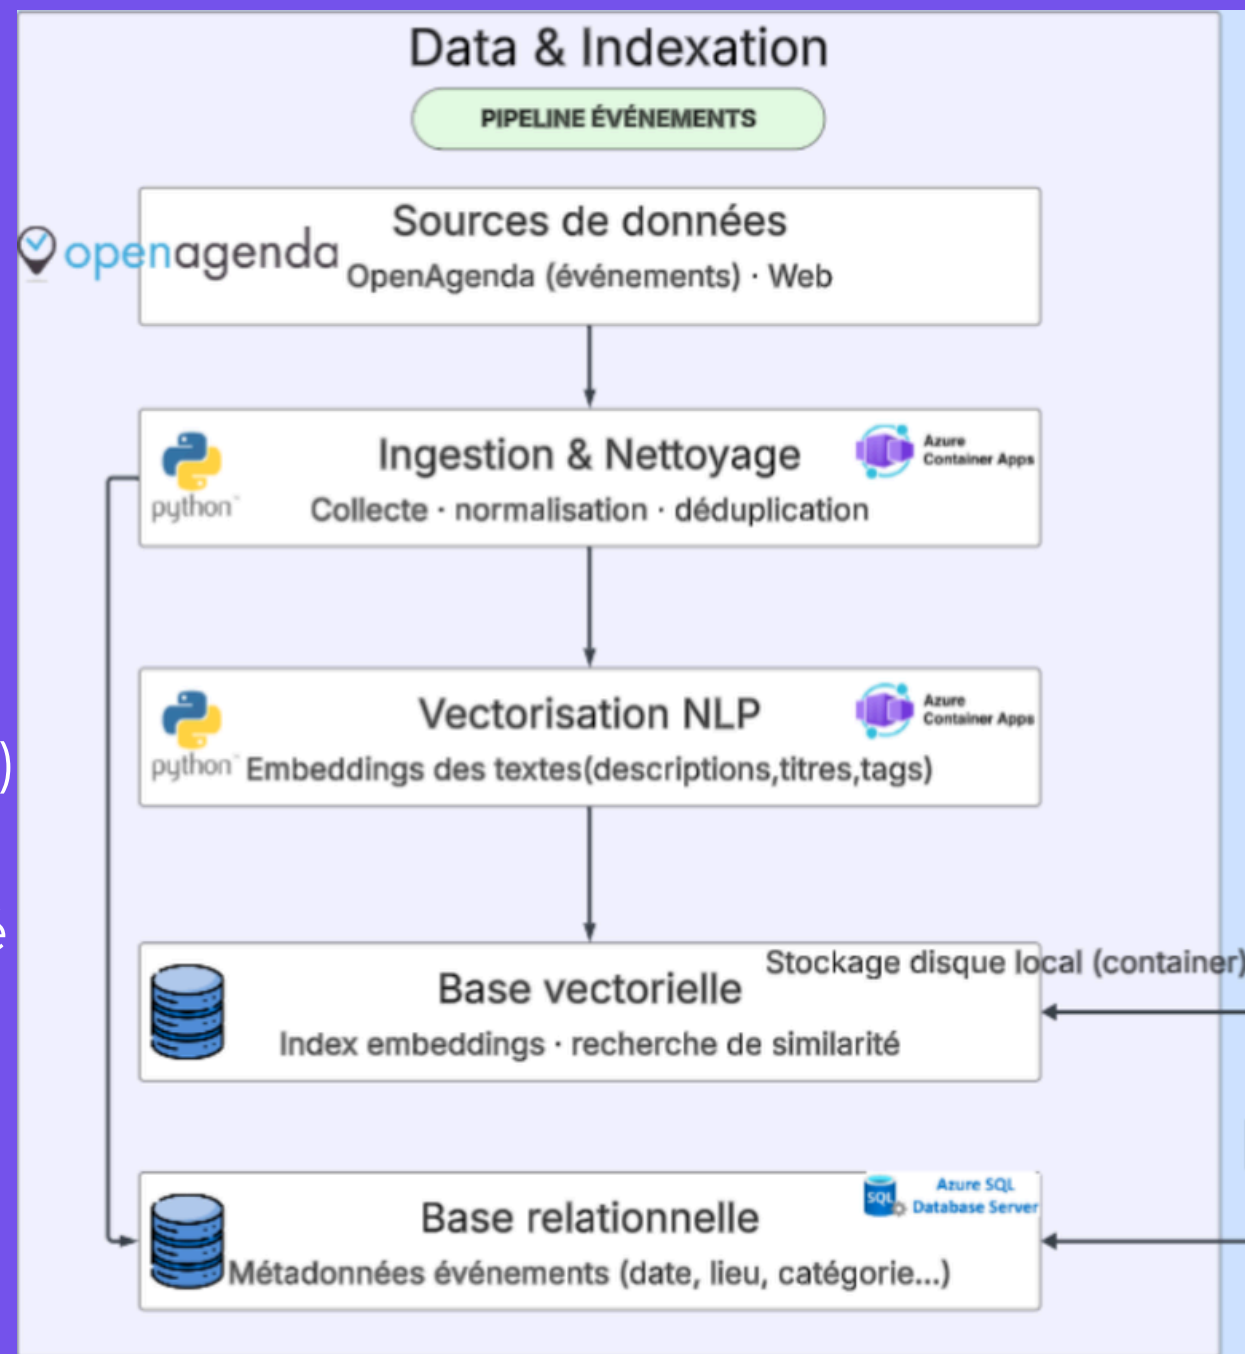 Data & Indexation
PIPELINE ÉVÉNEMENTS
Sources de données
openagenda
OpenAgenda (événements) · Web
Ingestion & Nettoyage
Azure
Container Apps
python
Collecte · normalisation · déduplication
Vectorisation NLP
Azure
Container Apps
)
python
Embeddings des textes(descriptions,titres,tags)
e
Stockage disque local (container)
Base vectorielle
Index embeddings · recherche de similarité
SQL
Azure SQL
Database Server
Base relationnelle
Métadonnées événements (date, lieu, catégorie...)